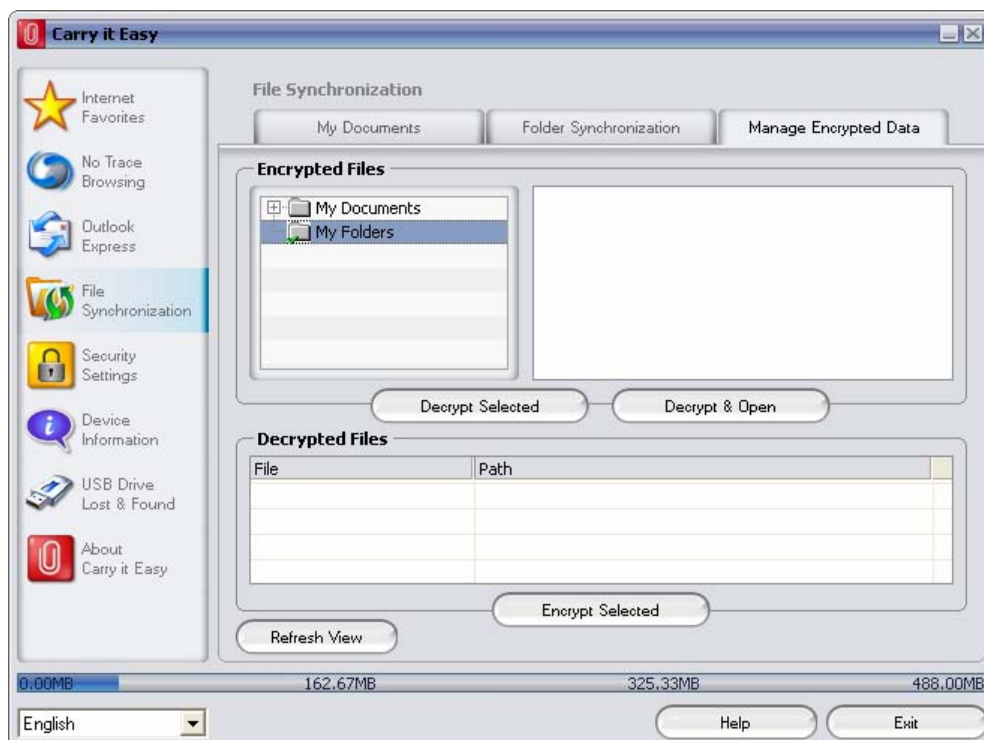 Carry it Easy
Internet
Favorites
No Trace
Browsing
Outlook
Express
File
Synchronization
Security
Settings
Device
Information
USB Drive
Lost & Found
About
Carry it Easy
File Synchronization
My Documents
Folder Synchronization
Manage Encrypted Data
Encrypted Files
My Documents
My Folders
Decrypt Selected
Decrypt & Open
Decrypted Files
File
Path
Encrypt Selected
Refresh View
0.00MB
162.67MB
325.33MB
488.00MB
English
Help
Exit